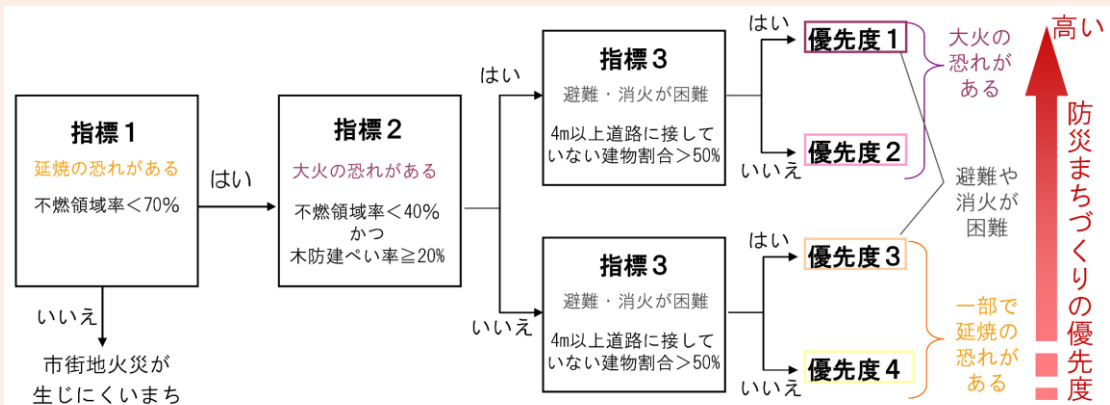 指標1
延焼の恐れがある
不燃領域率<70%
はい
いいえ
市街地火災が
生じにくいまち
指標2
大火の恐れがある
不燃領域率<40%
かつ
木防建ぺい率≧20%
はい
いいえ
指標3
避難・消火が困難
4m以上道路に接して
いない建物割合>50%
はい
いいえ
指標3
避難・消火が困難
4m以上道路に接して
いない建物割合>50%
はい
いいえ
優先度1
優先度2
優先度3
優先度4
大火の
恐れが
ある
避難や
消火が
困難
一部で
延焼の
恐れが
ある
高い
防災まちづくりの優先度